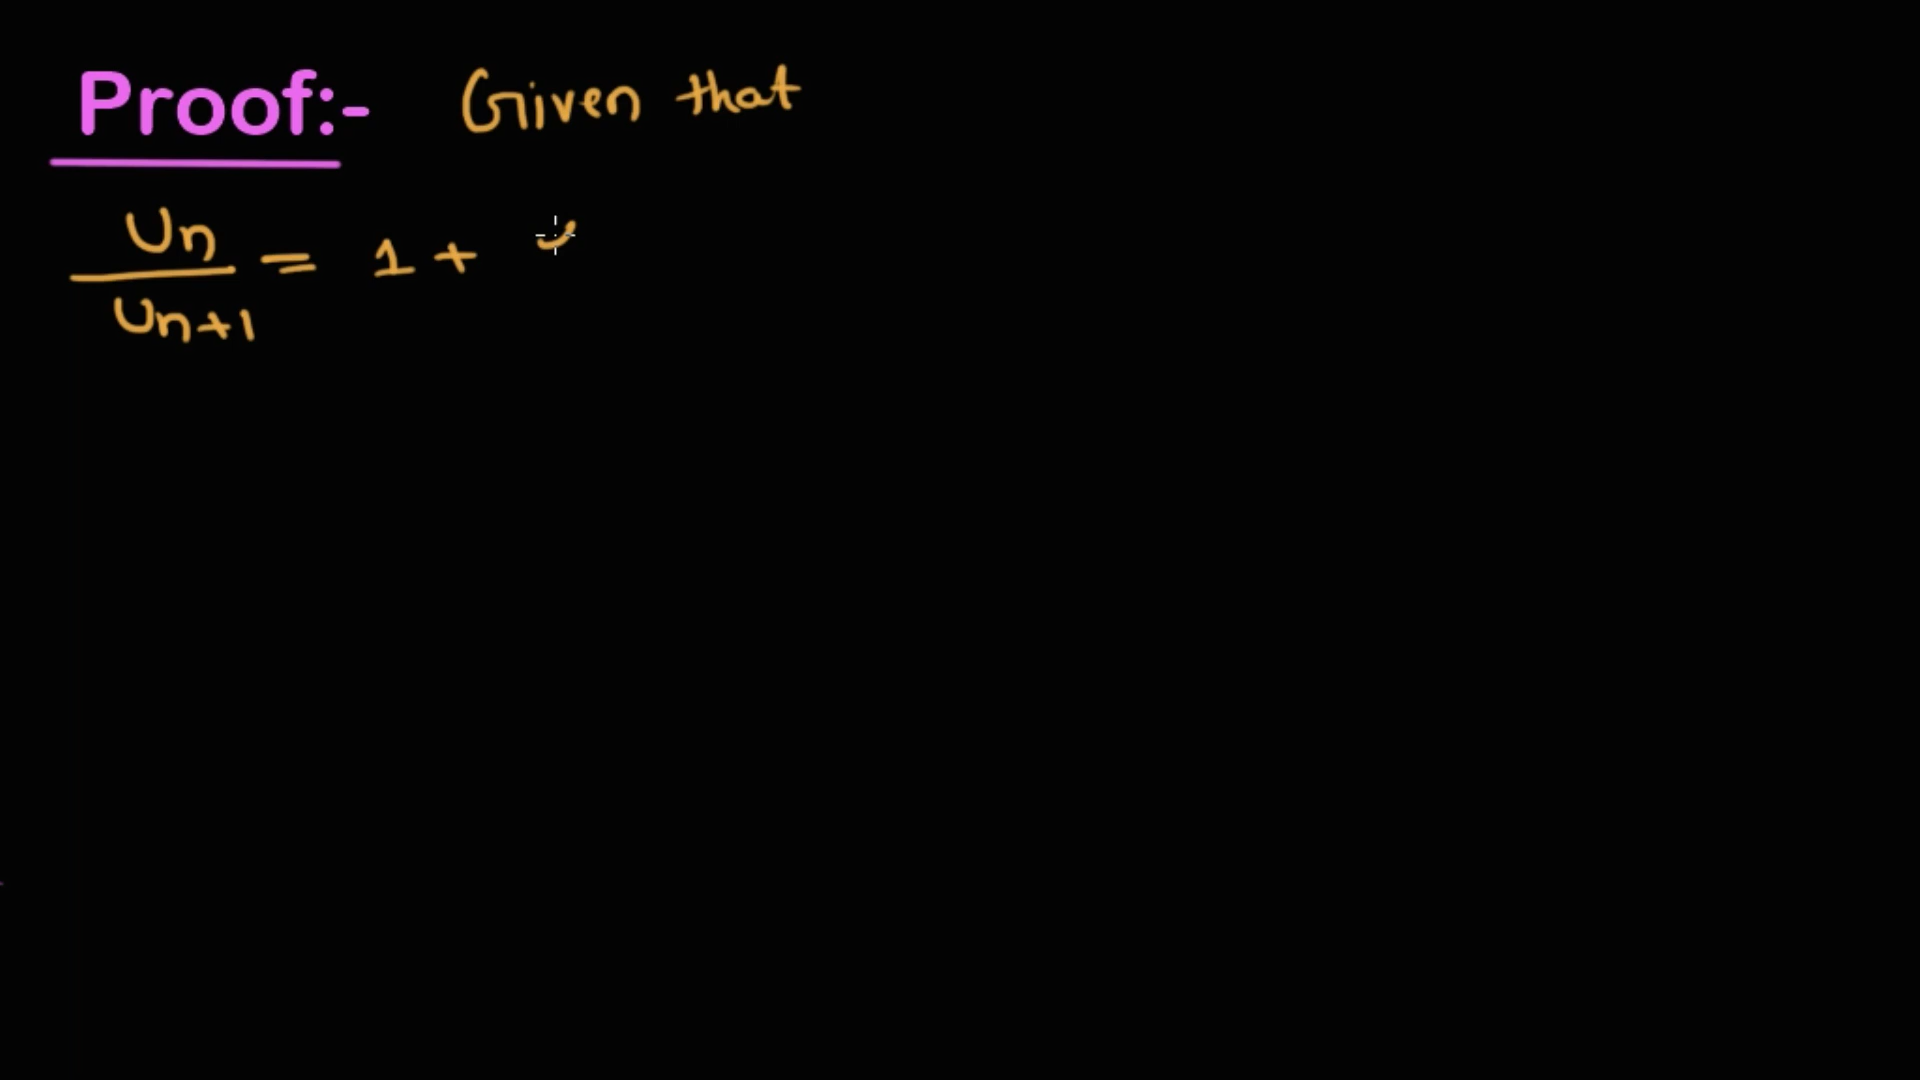 Proof:- Given that
Un
Un+1 = 1 +